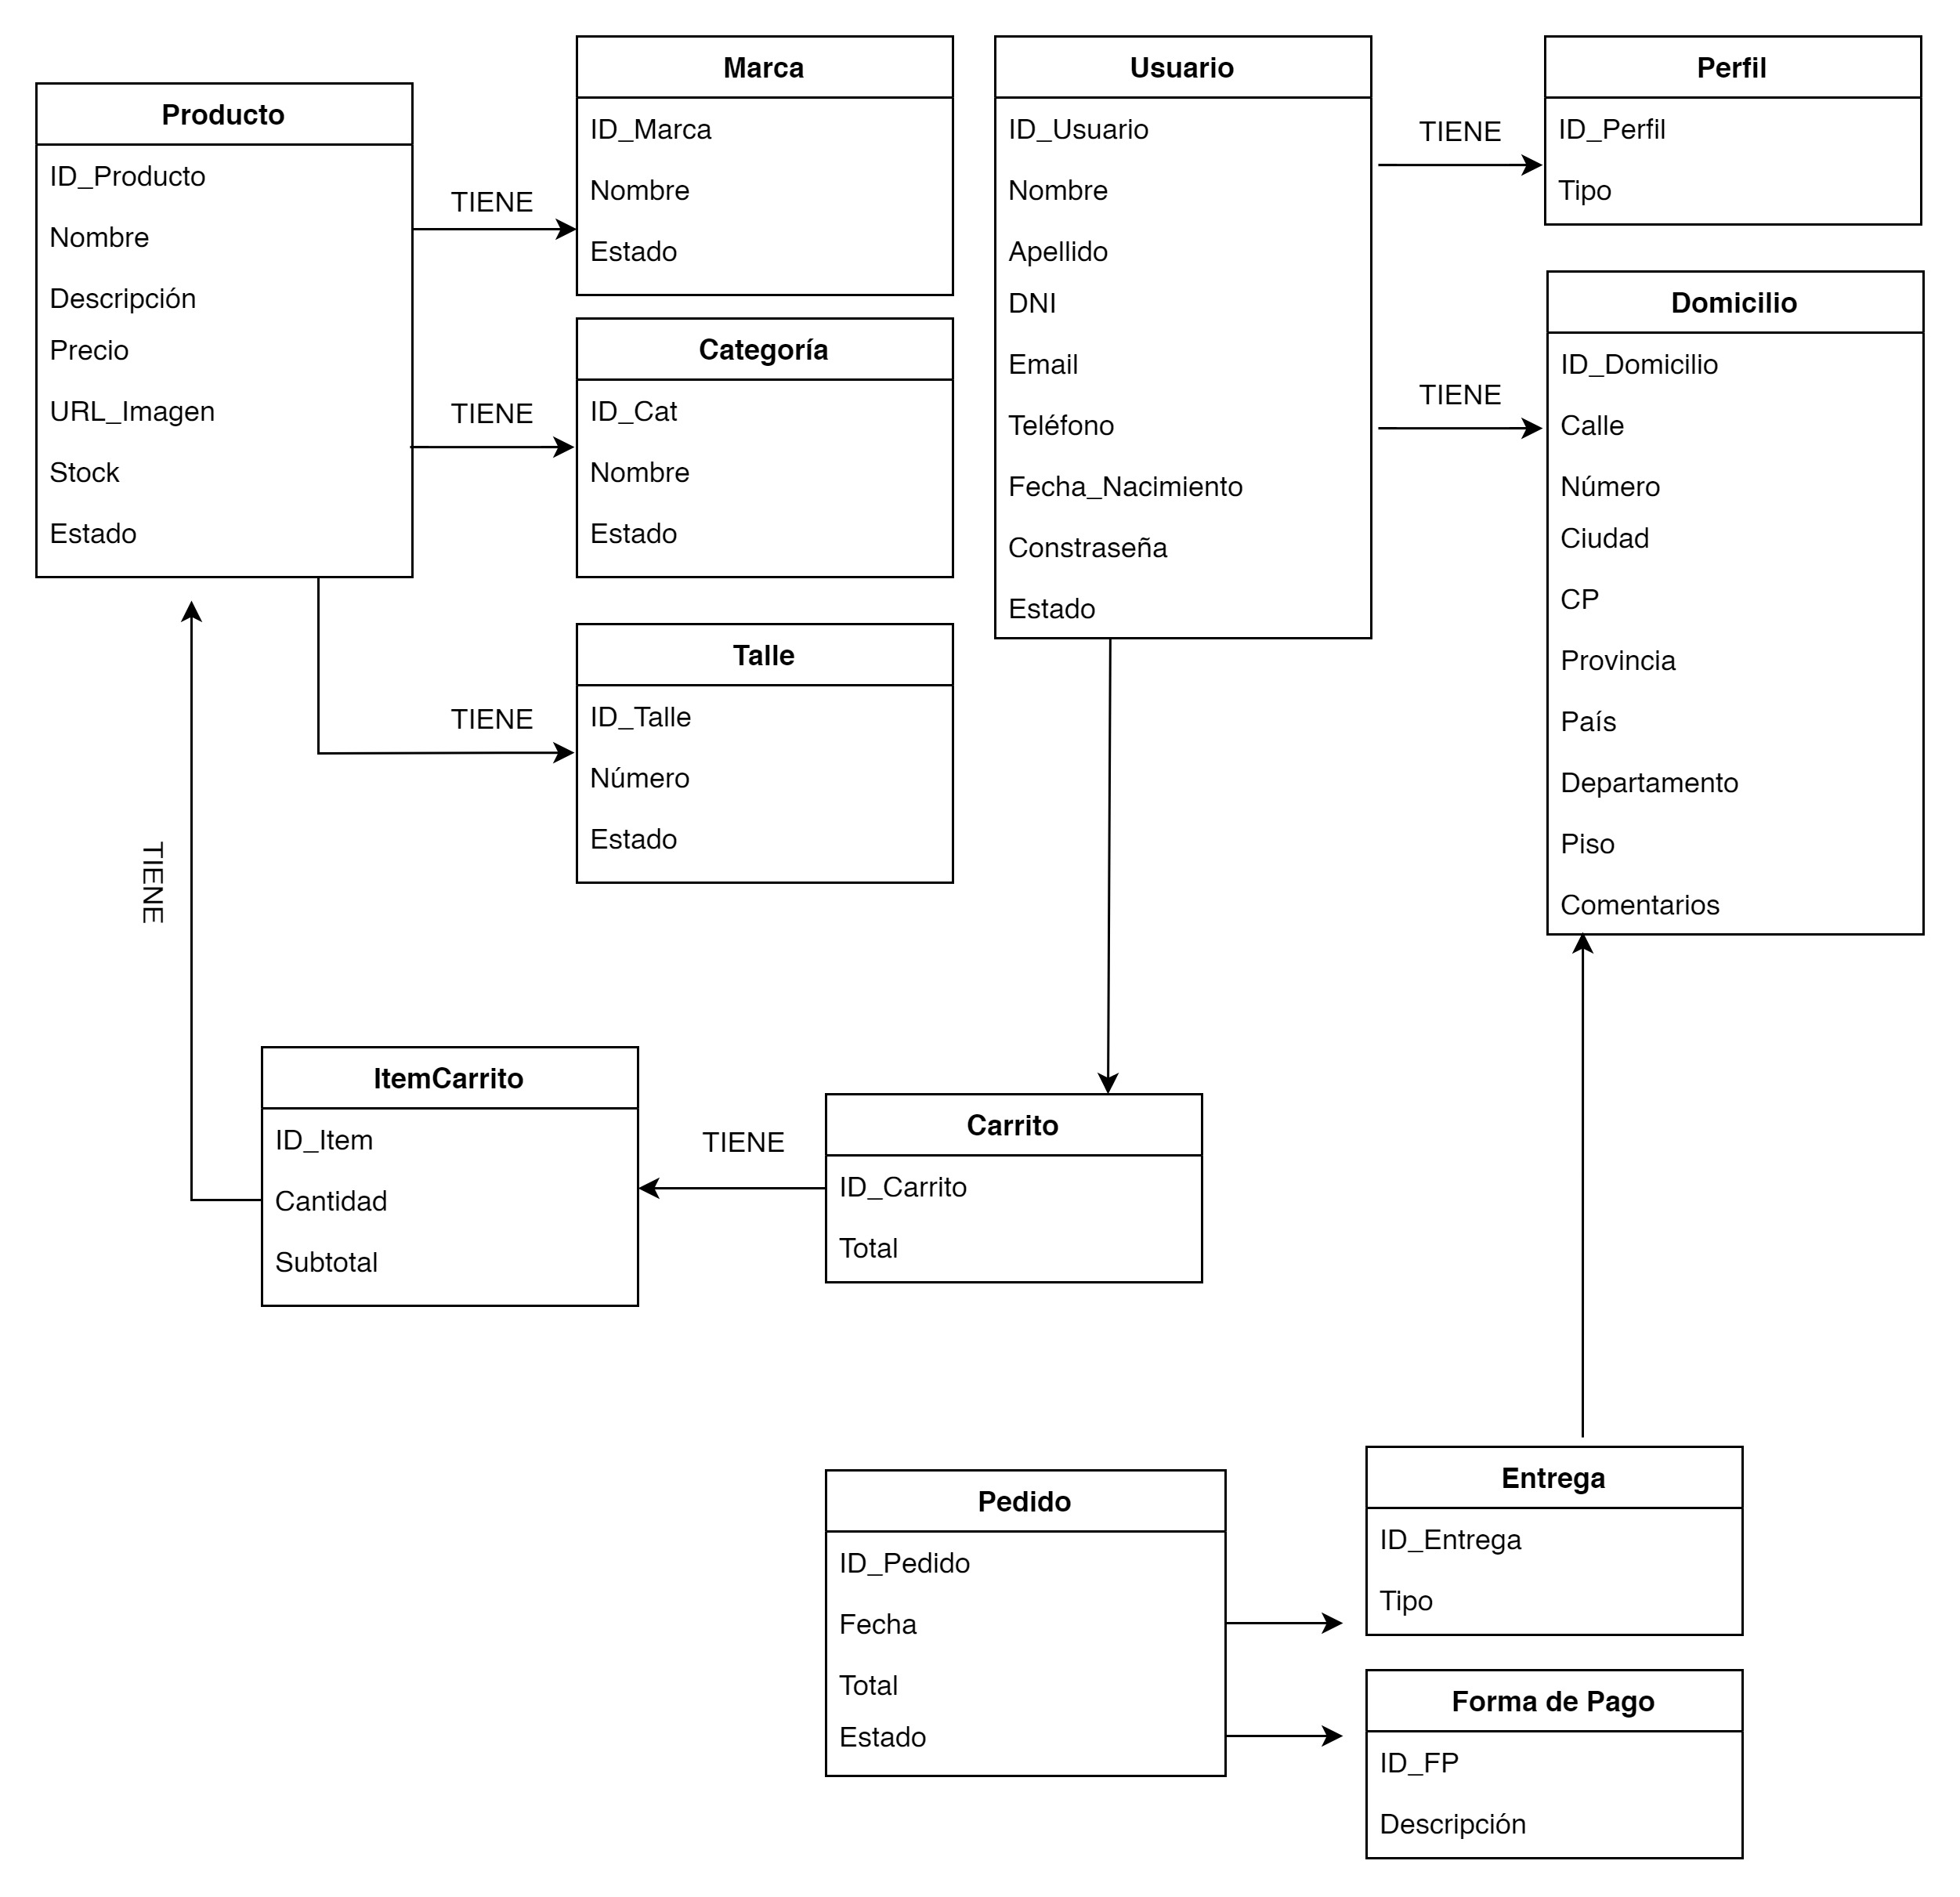 Producto
ID_Producto
Nombre
Descripción
Precio
URL_Imagen
Stock
Estado
TIENE
Marca
ID_Marca
Nombre
Estado
TIENE
Categoría
ID_Cat
Nombre
Estado
TIENE
Talle
ID_Talle
Número
Estado
Usuario
ID_Usuario
Nombre
Apellido
DNI
Email
Teléfono
Fecha_Nacimiento
Constraseña
Estado
TIENE
Perfil
ID_Perfil
Tipo
TIENE
Domicilio
ID_Domicilio
Calle
Número
Ciudad
CP
Provincia
País
Departamento
Piso
Comentarios
TIENE
ItemCarrito
ID_Item
Cantidad
Subtotal
TIENE
Carrito
ID_Carrito
Total
Pedido
ID_Pedido
Fecha
Total
Estado
Entrega
ID_Entrega
Tipo
Forma de Pago
ID_FP
Descripción